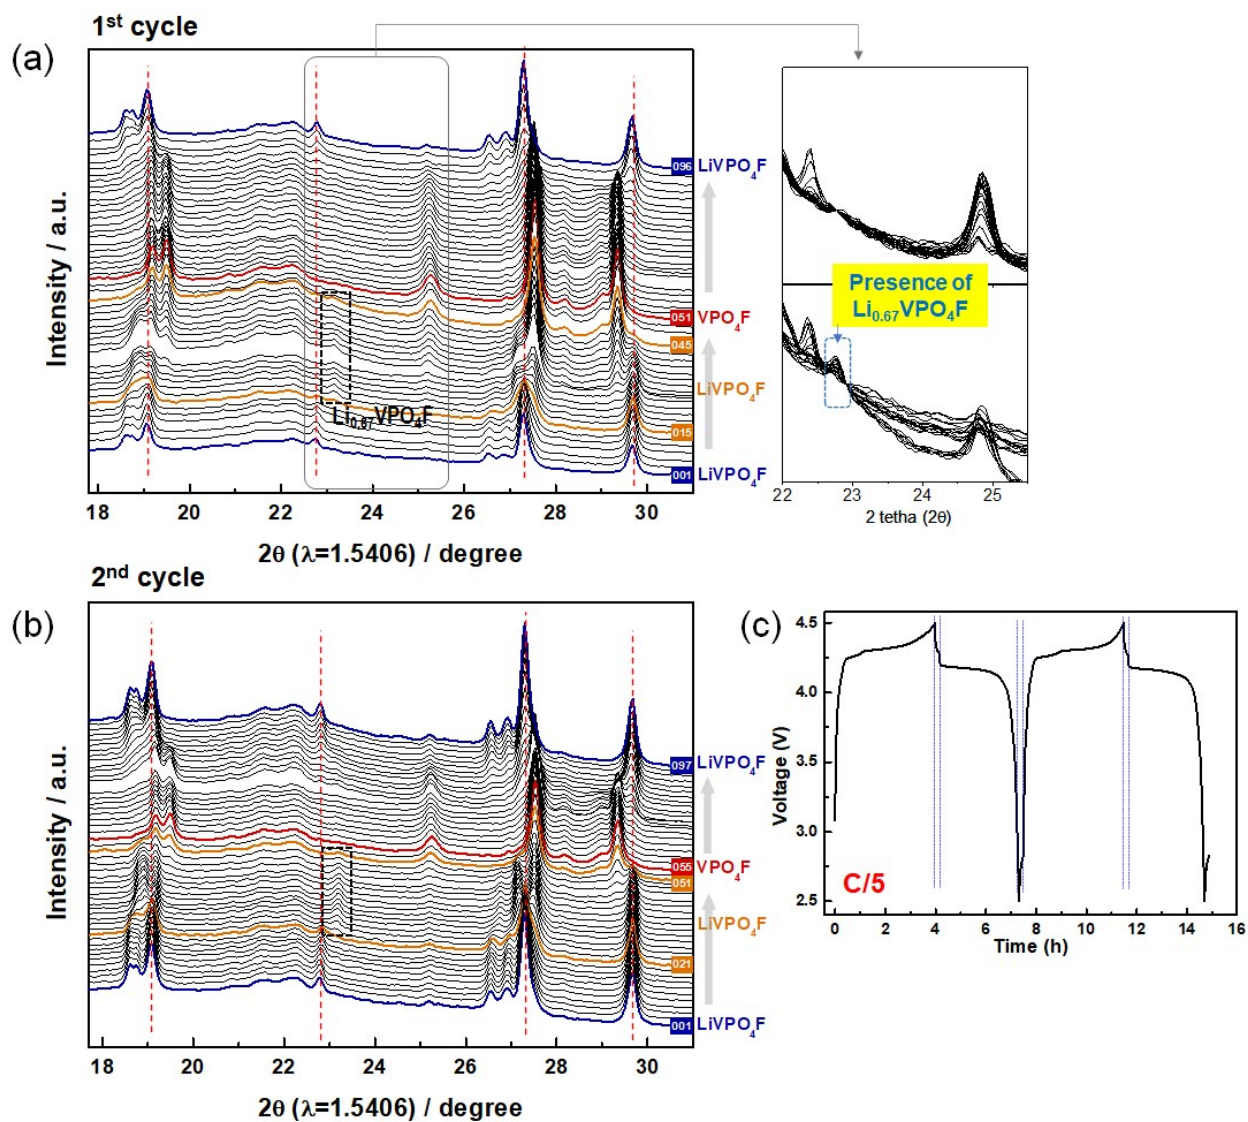 1st cycle
(a)
Intensity / a.u.
096 LiVPO4F
051 VPO4F
045
LiVPO4F
015
001 LiVPO4F
Li0.67VPO4F
18 20 22 24 26 28 30
2θ (λ=1.5406) / degree
Presence of
Li0.67VPO4F
22 23 24 25
2 tetha (2θ)
2nd cycle
(b)
Intensity / a.u.
097 LiVPO4F
055 VPO4F
051
LiVPO4F
021
001 LiVPO4F
18 20 22 24 26 28 30
2θ (λ=1.5406) / degree
(c)
Voltage (V)
4.5
4.0
3.5
3.0
2.5
C/5
0 2 4 6 8 10 12 14 16
Time (h)